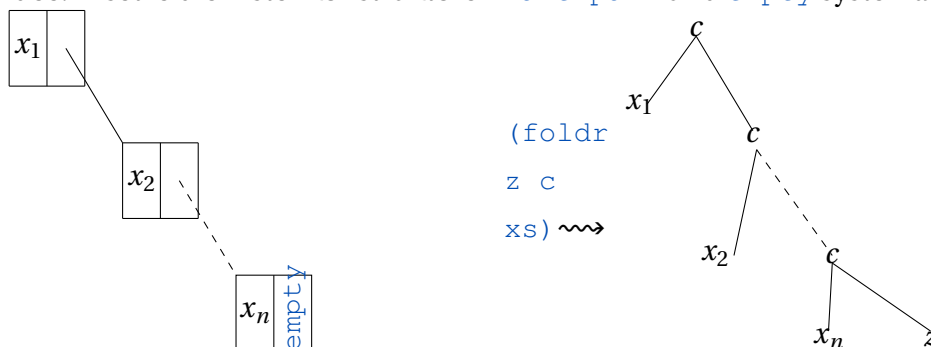 x₁
x₂
xₙ empty
(foldr
z c
xs) ⇝
c
x₁
c
x₂
c
xₙ